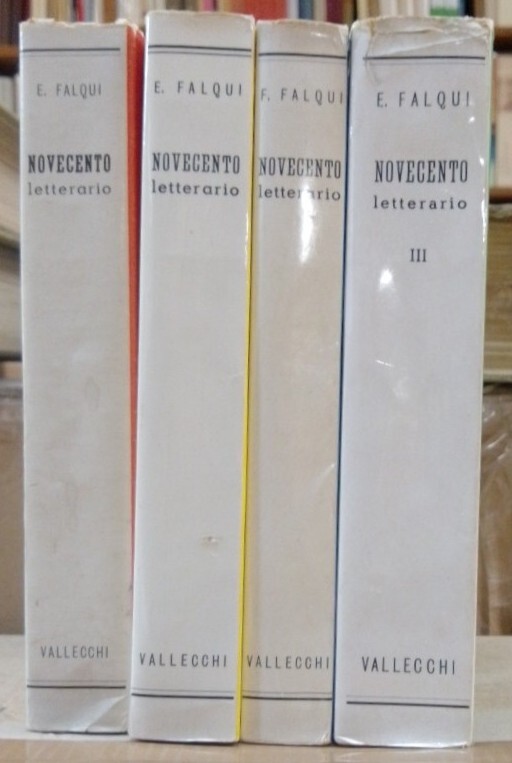 E. FALQUI
NOVECENTO
letterario
VALLECCHI
E. FALQUI
NOVECENTO
letterario
VALLECCHI
E. FALQUI
NOVECENTO
letterario
VALLECCHI
E. FALQUI
NOVECENTO
letterario
III
VALLECCHI